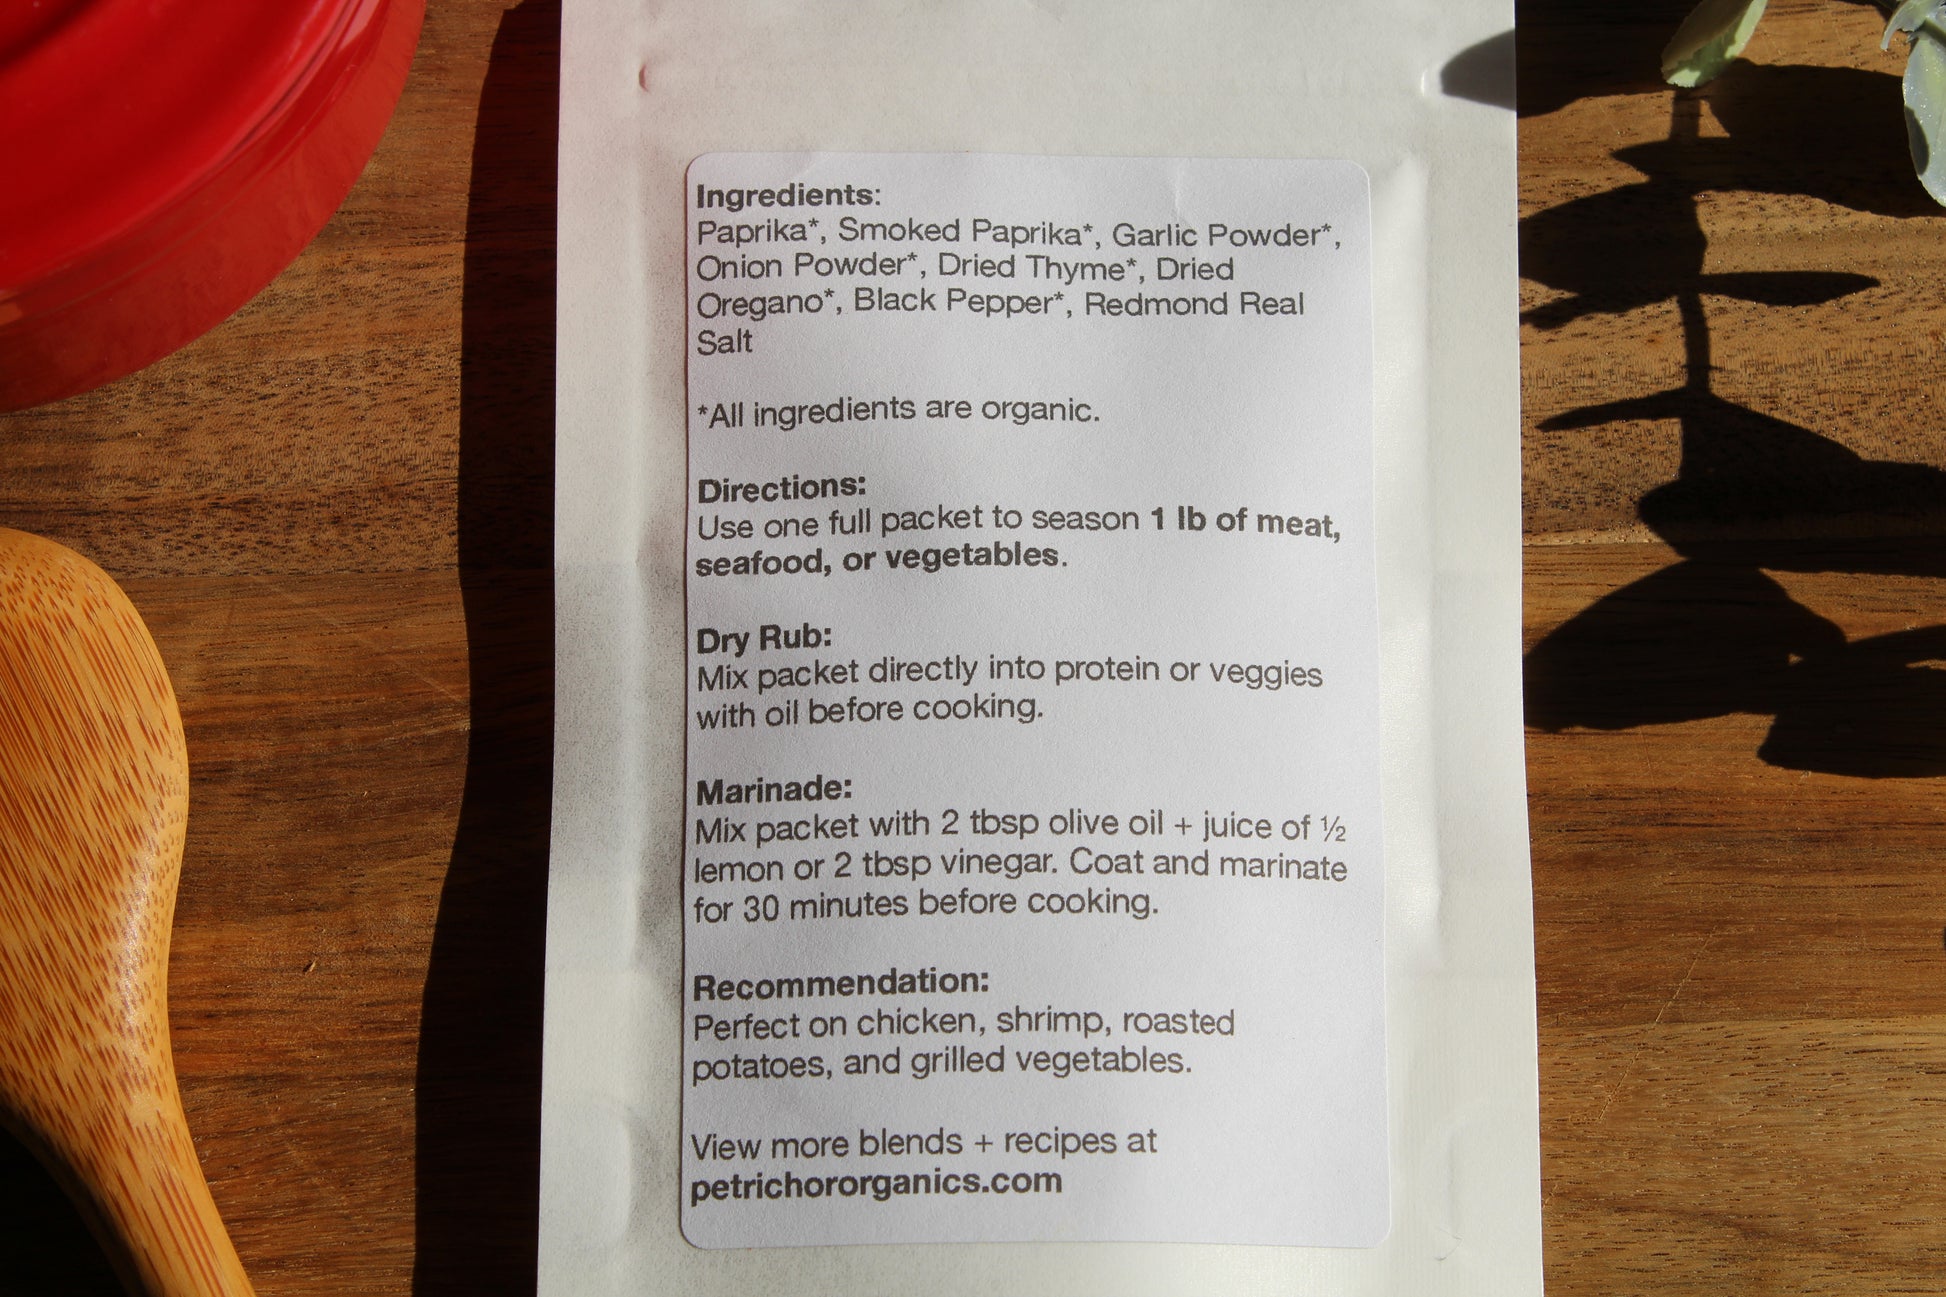 Ingredients:
Paprika*, Smoked Paprika*, Garlic Powder*,
Onion Powder*, Dried Thyme*, Dried
Oregano*, Black Pepper*, Redmond Real
Salt
*All ingredients are organic.
Directions:
Use one full packet to season 1 lb of meat,
seafood, or vegetables.
Dry Rub:
Mix packet directly into protein or veggies
with oil before cooking.
Marinade:
Mix packet with 2 tbsp olive oil + juice of ½
lemon or 2 tbsp vinegar. Coat and marinate
for 30 minutes before cooking.
Recommendation:
Perfect on chicken, shrimp, roasted
potatoes, and grilled vegetables.
View more blends + recipes at
petrichororganics.com